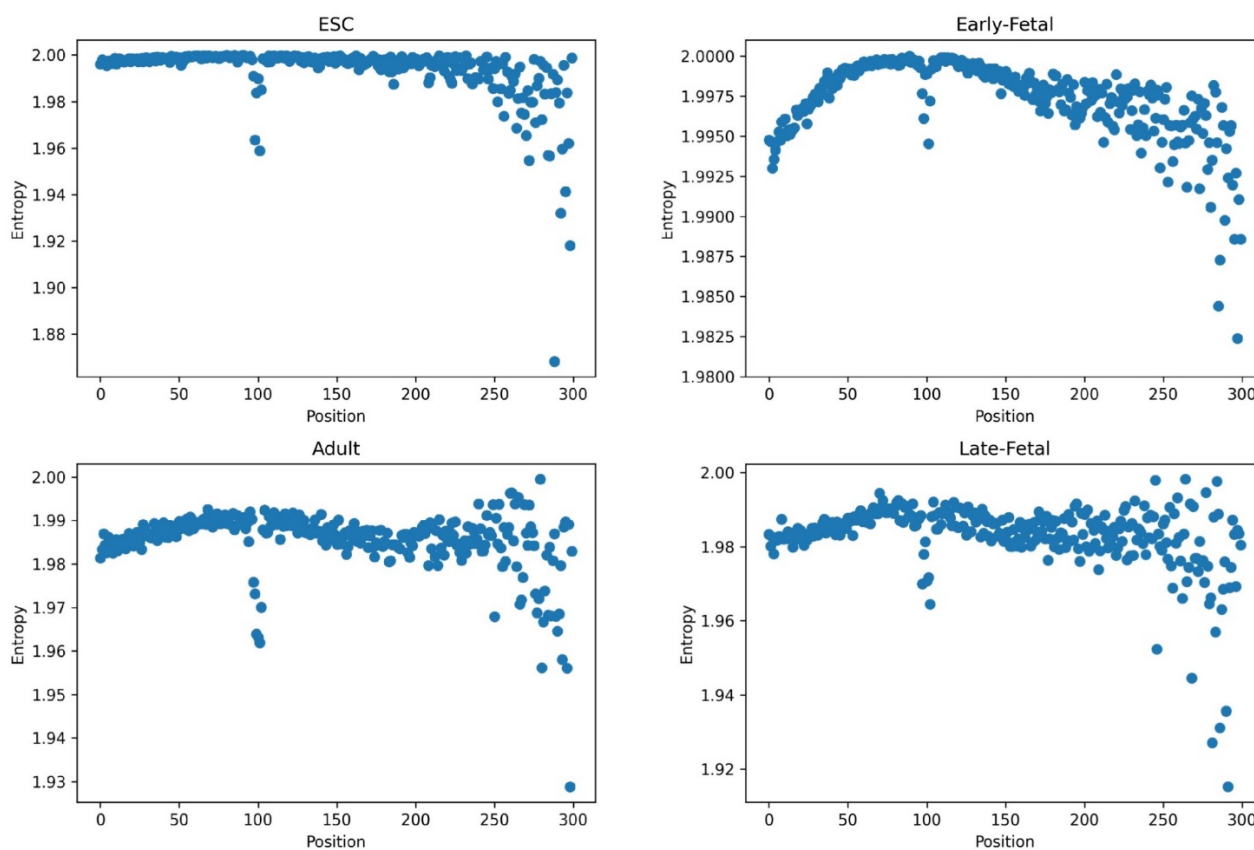 ESC
2.00
1.98
1.96
1.94
1.92
1.90
1.88
Entropy
0 50 100 150 200 250 300
Position
Early-Fetal
2.0000
1.9975
1.9950
1.9925
1.9900
1.9875
1.9850
1.9825
1.9800
Entropy
0 50 100 150 200 250 300
Position
Adult
2.00
1.99
1.98
1.97
1.96
1.95
1.94
1.93
Entropy
0 50 100 150 200 250 300
Position
Late-Fetal
2.00
1.98
1.96
1.94
1.92
Entropy
0 50 100 150 200 250 300
Position